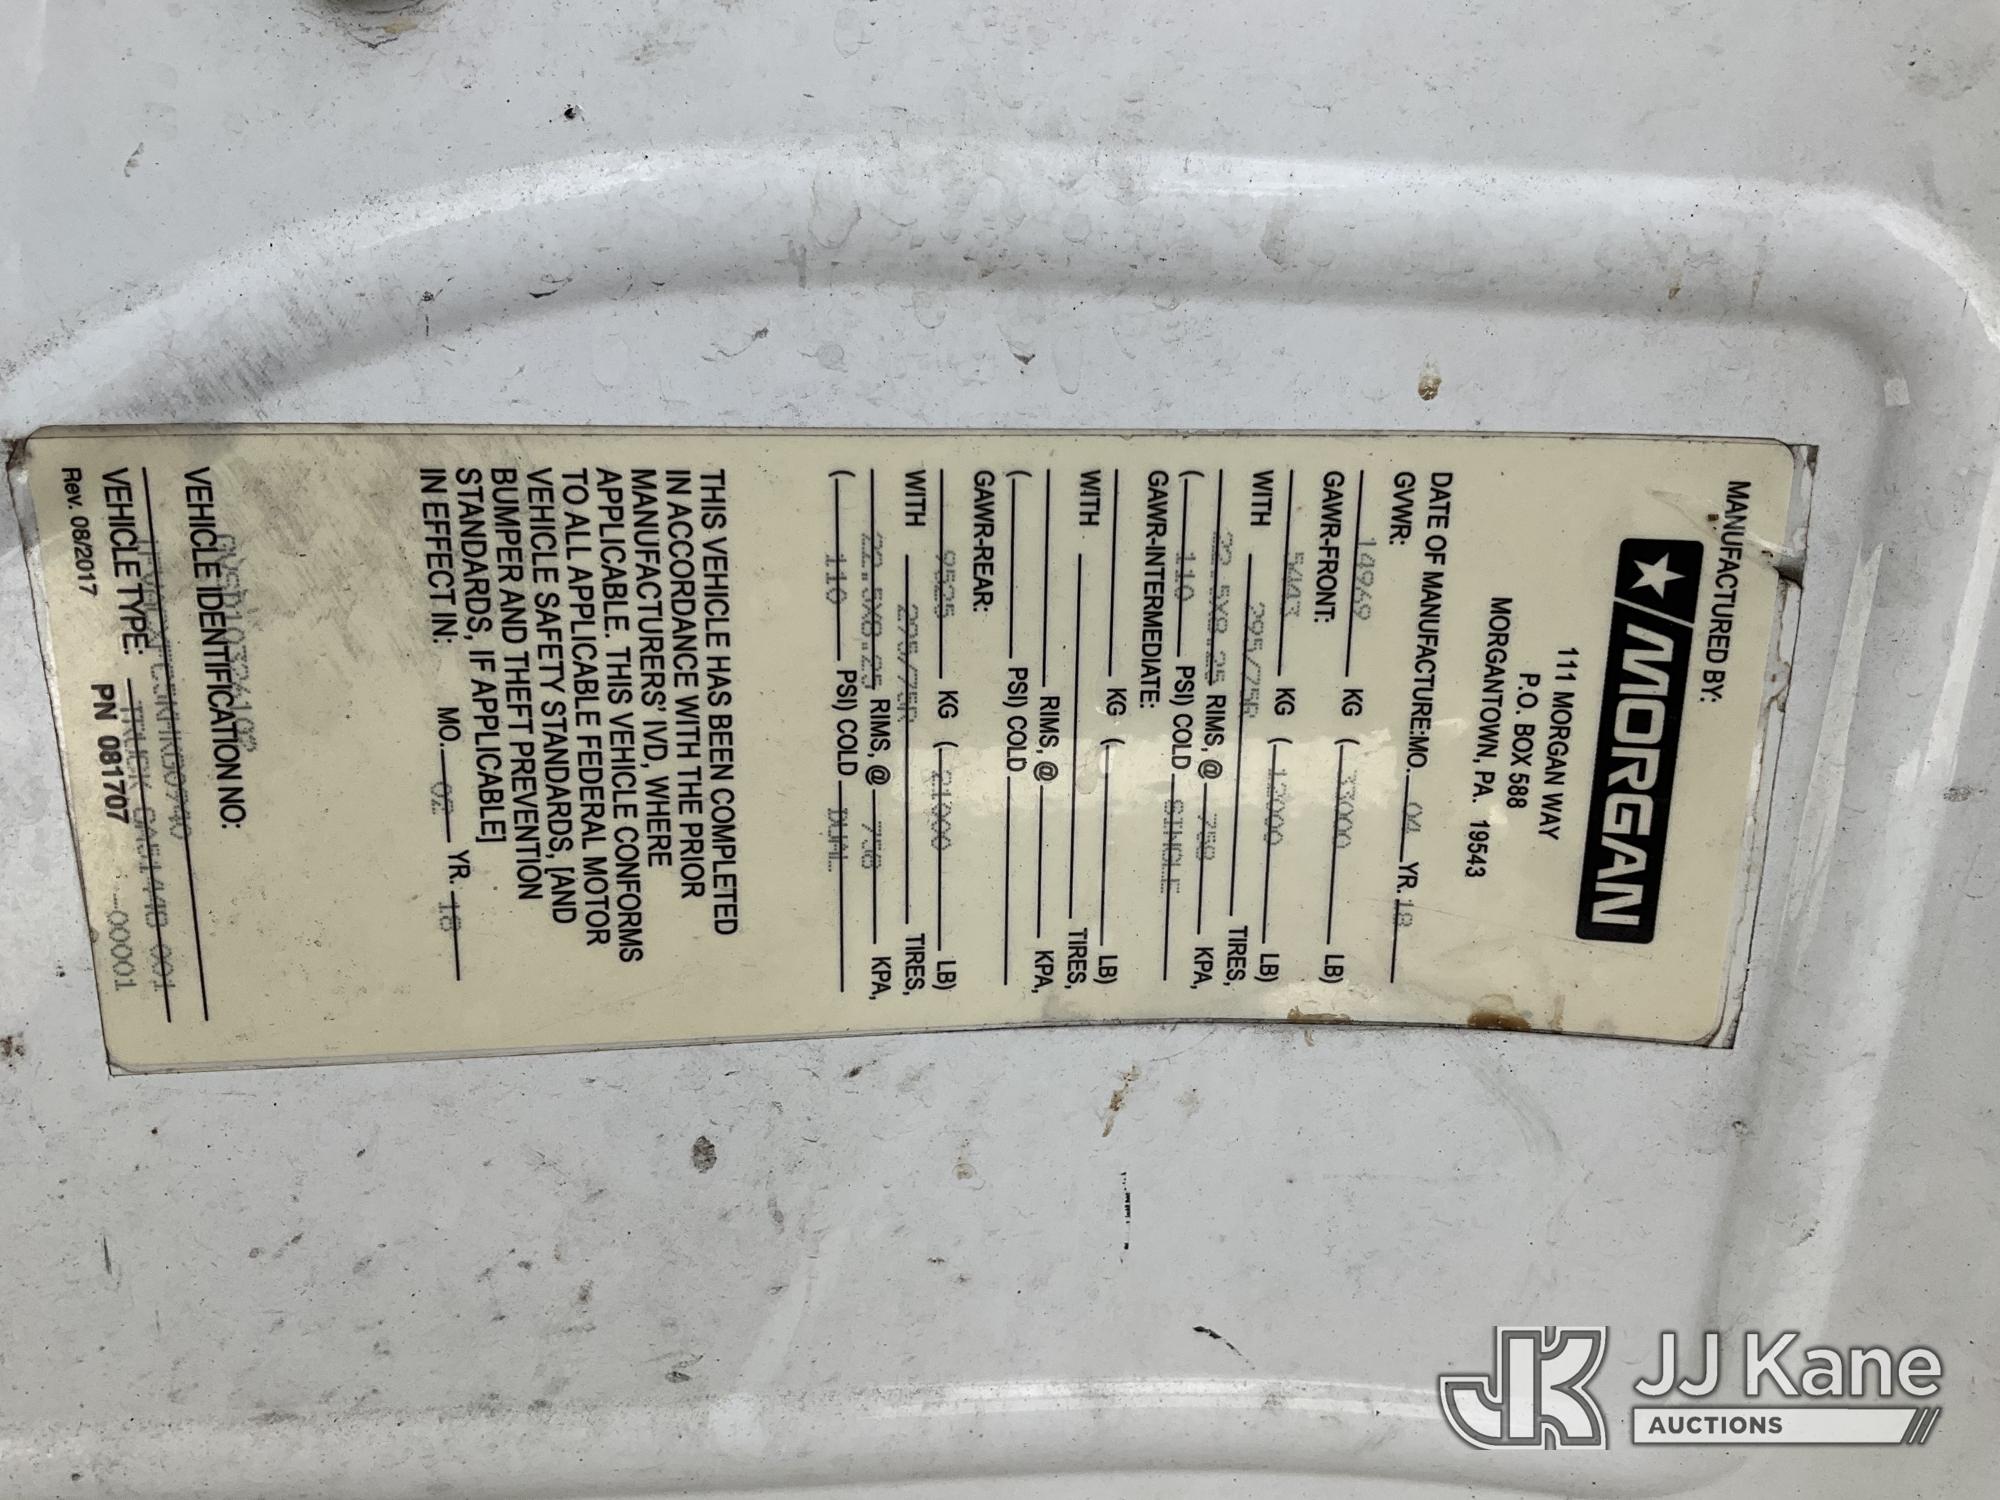 MANUFACTURED BY:
MORGAN
111 MORGAN WAY
P.O. BOX 588
MORGANTOWN, PA. 19543
DATE OF MANUFACTURE:MO. 04 YR. 18
GVWR:
14969 KG ( 33000 LB)
GAWR-FRONT:
5443 KG ( 12000 LB)
WITH 295/75R TIRES,
22.5X8.25 RIMS, @ 758 KPA,
( 110 PSI) COLD SINGLE
GAWR-INTERMEDIATE:
KG ( LB)
WITH TIRES,
RIMS, @ KPA,
( PSI) COLD
GAWR-REAR:
9525 KG ( 21000 LB)
WITH 295/75R TIRES,
22.5X8.25 RIMS, @ 758 KPA,
( 110 PSI) COLD DUAL
THIS VEHICLE HAS BEEN COMPLETED
IN ACCORDANCE WITH THE PRIOR
MANUFACTURERS' IVD, WHERE
APPLICABLE. THIS VEHICLE CONFORMS
TO ALL APPLICABLE FEDERAL MOTOR
VEHICLE SAFETY STANDARDS, [AND
BUMPER AND THEFT PREVENTION
STANDARDS, IF APPLICABLE]
IN EFFECT IN: MO. 02 YR. 18
VEHICLE IDENTIFICATION NO:
VEHICLE TYPE: TRUCK
-00001
Rev. 08/2017 PN 081707
JK JJ Kane
AUCTIONS